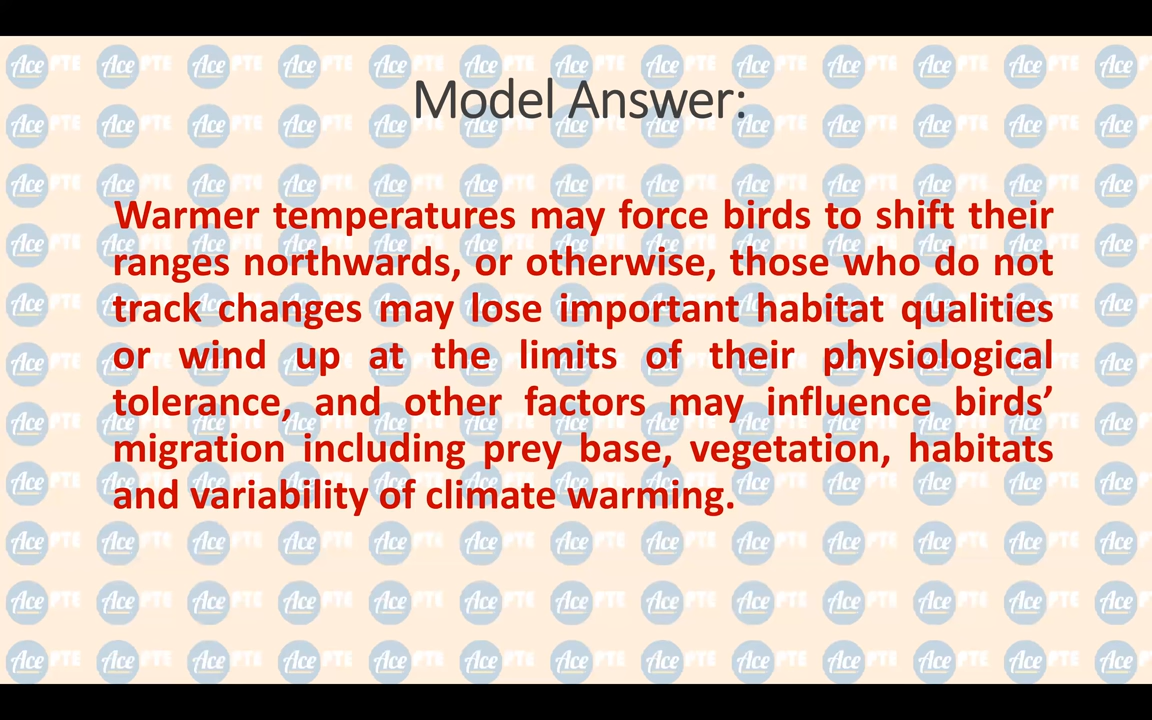 Model Answer:
Warmer temperatures may force birds to shift their
ranges northwards, or otherwise, those who do not
track changes may lose important habitat qualities
or wind up at the limits of their physiological
tolerance, and other factors may influence birds’
migration including prey base, vegetation, habitats
and variability of climate warming.